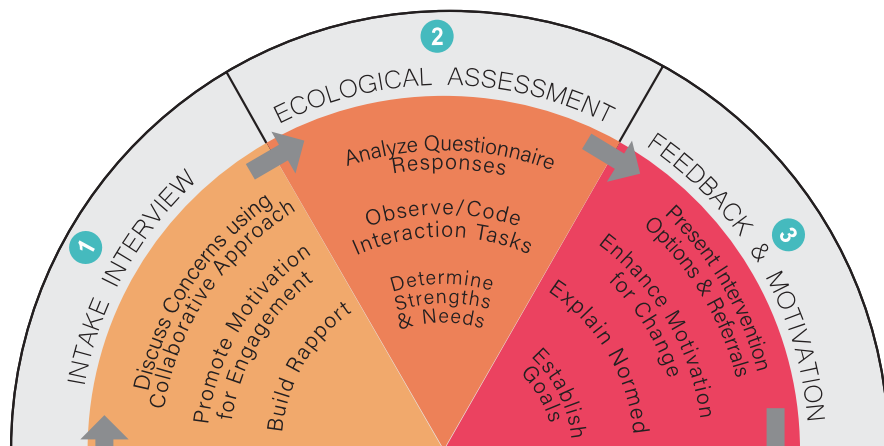 1
INTAKE INTERVIEW
Discuss Concerns using
Collaborative Approach
Promote Motivation
for Engagement
Build Rapport
2
ECOLOGICAL ASSESSMENT
Analyze Questionnaire
Responses
Observe/Code
Interaction Tasks
Determine
Strengths
& Needs
3
FEEDBACK & MOTIVATION
Present Intervention
Options & Referrals
Enhance Motivation
for Change
Explain Normed
Establish
Goals